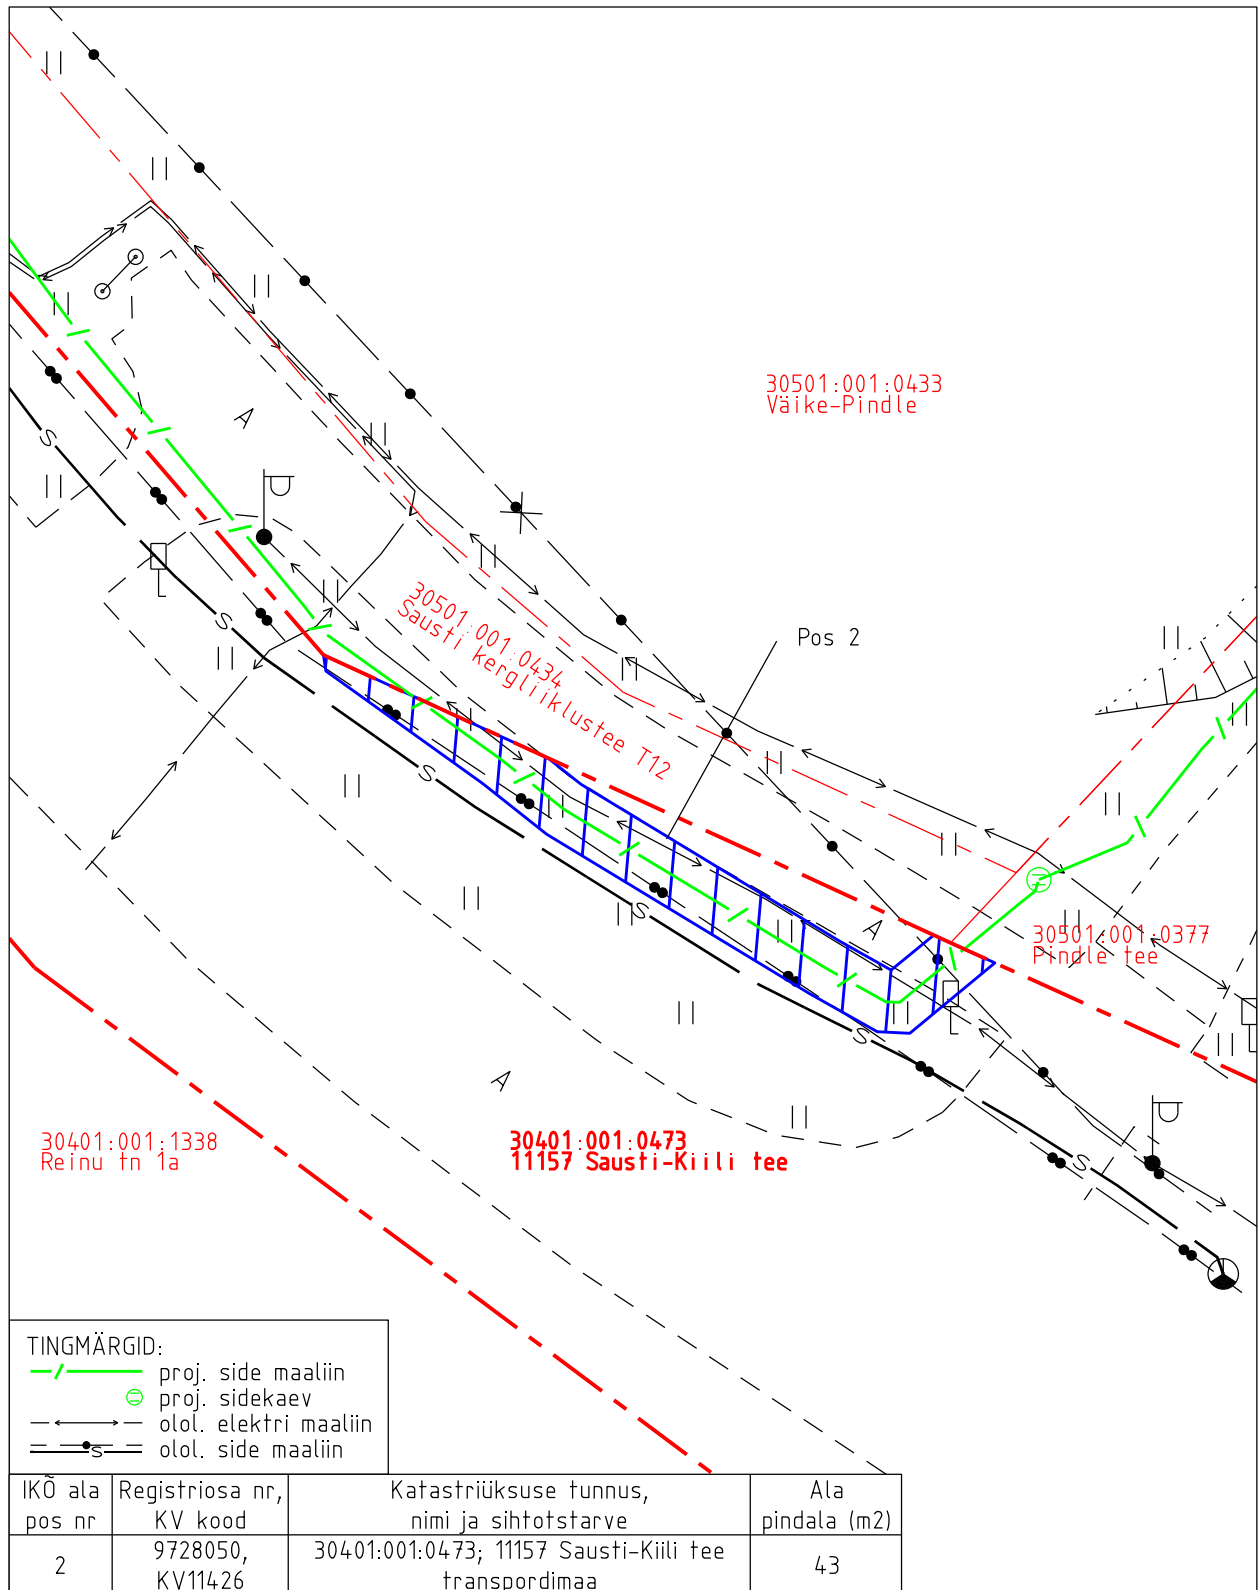 30501:001:0433
Väike-Pindle
30501:001:0434
Sausti kergliiklustee T12
Pos 2
30501:001:0377
Pindle tee
30401:001:1338
Reinu tn 1a
30401:001:0473
11157 Sausti-Kiili tee
TINGMÄRGID:
proj. side maaliin
proj. sidekaev
olol. elektri maaliin
olol. side maaliin
IKÕ ala pos nr
Registriosa nr, KV kood
Katastriüksuse tunnus, nimi ja sihtotstarve
Ala pindala (m2)
2
9728050, KV11426
30401:001:0473; 11157 Sausti-Kiili tee transpordimaa
43